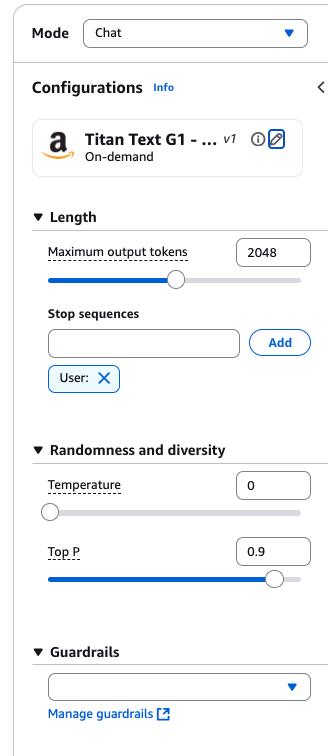 Mode Chat
Configurations Info
a Titan Text G1 - ... v1
On-demand
Length
Maximum output tokens 2048
Stop sequences
Add
User:
Randomness and diversity
Temperature 0
Top P 0.9
Guardrails
Manage guardrails